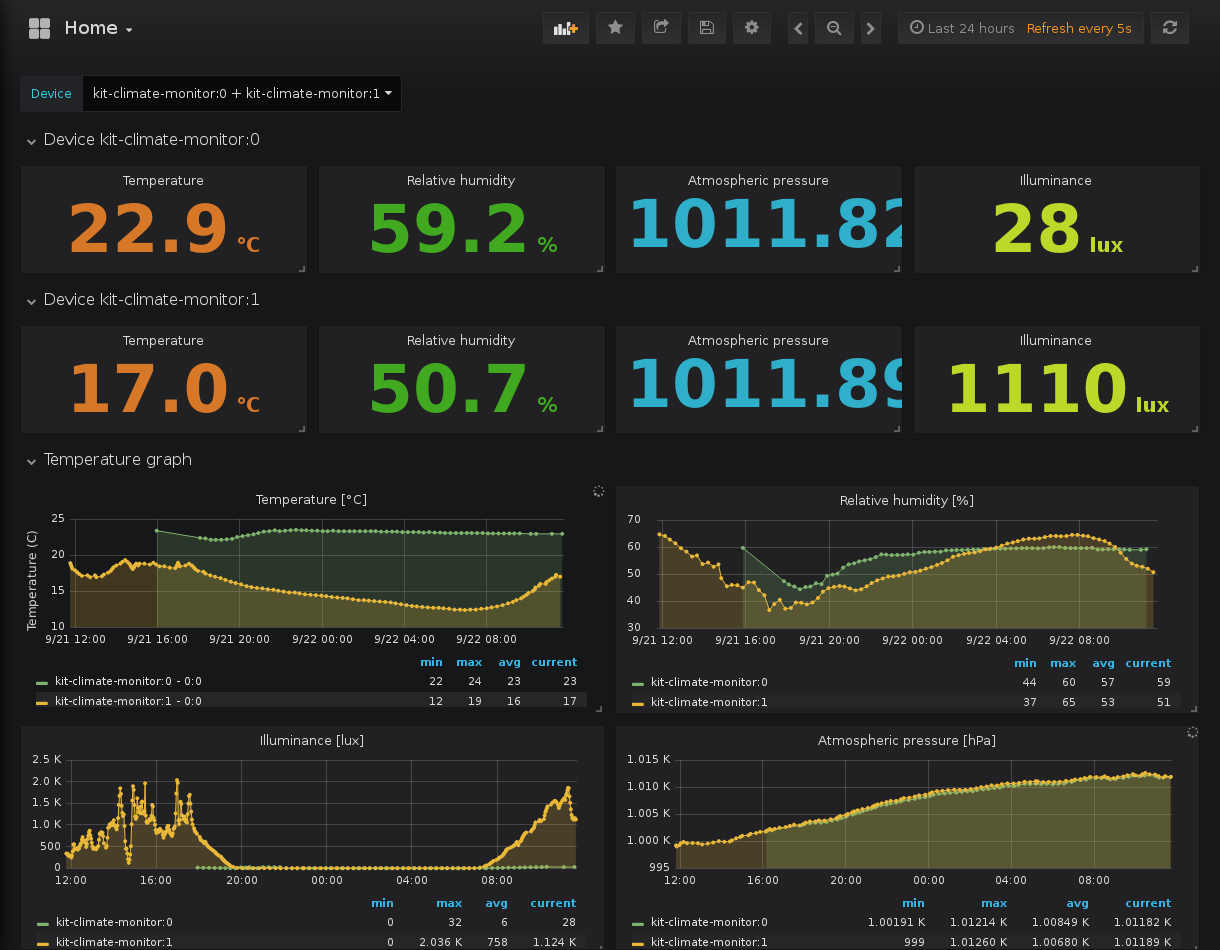 Home
Last 24 hours Refresh every 5s
Device kit-climate-monitor:0 + kit-climate-monitor:1
Device kit-climate-monitor:0
Temperature Relative humidity Atmospheric pressure Illuminance
22.9 °C 59.2 % 1011.82 28 lux
Device kit-climate-monitor:1
Temperature Relative humidity Atmospheric pressure Illuminance
17.0 °C 50.7 % 1011.89 1110 lux
Temperature graph
Temperature [°C]
Temperature (C)
25
20
15
10
9/21 12:00 9/21 16:00 9/21 20:00 9/22 00:00 9/22 04:00 9/22 08:00
min max avg current
kit-climate-monitor:0 - 0:0 22 24 23 23
kit-climate-monitor:1 - 0:0 12 19 16 17
Relative humidity [%]
70
60
50
40
30
9/21 12:00 9/21 16:00 9/21 20:00 9/22 00:00 9/22 04:00 9/22 08:00
min max avg current
kit-climate-monitor:0 44 60 57 59
kit-climate-monitor:1 37 65 53 51
Illuminance [lux]
2.5 K
2.0 K
1.5 K
1.0 K
500
0
12:00 16:00 20:00 00:00 04:00 08:00
min max avg current
kit-climate-monitor:0 0 32 6 28
kit-climate-monitor:1 0 2.036 K 758 1.124 K
Atmospheric pressure [hPa]
1.015 K
1.010 K
1.005 K
1.000 K
995
12:00 16:00 20:00 00:00 04:00 08:00
min max avg current
kit-climate-monitor:0 1.00191 K 1.01214 K 1.00849 K 1.01182 K
kit-climate-monitor:1 999 1.01260 K 1.00680 K 1.01189 K